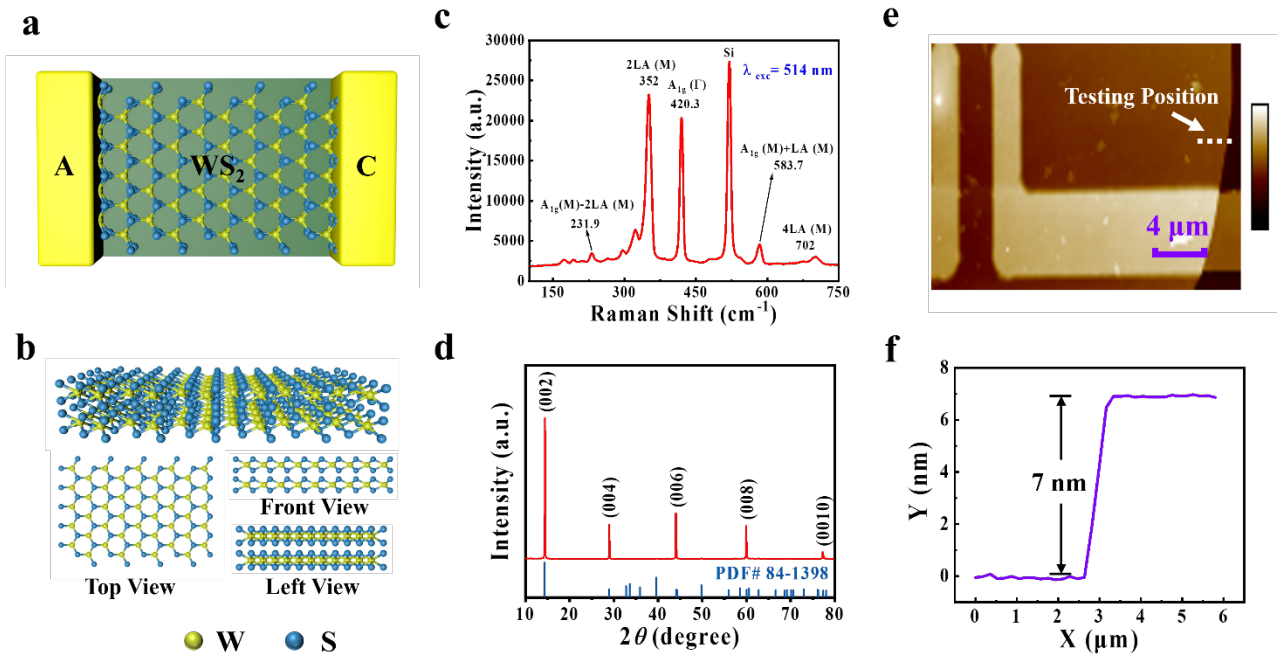 a
A
WS2
C
b
Front View
Top View
Left View
W
S
c
Intensity (a.u.)
30000
25000
20000
15000
10000
5000
0
λ exc= 514 nm
Si
2LA (M)
352
A1g (Γ)
420.3
A1g (M)+LA (M)
583.7
A1g(M)-2LA (M)
231.9
4LA (M)
702
300
450
600
750
Raman Shift (cm-1)
d
Intensity (a.u.)
(002)
(004)
(006)
(008)
(0010)
PDF# 84-1398
10
20
30
40
50
60
70
80
2θ (degree)
e
Testing Position
4 μm
f
Y (nm)
8
6
4
2
0
7 nm
0
1
2
3
4
5
6
X (μm)